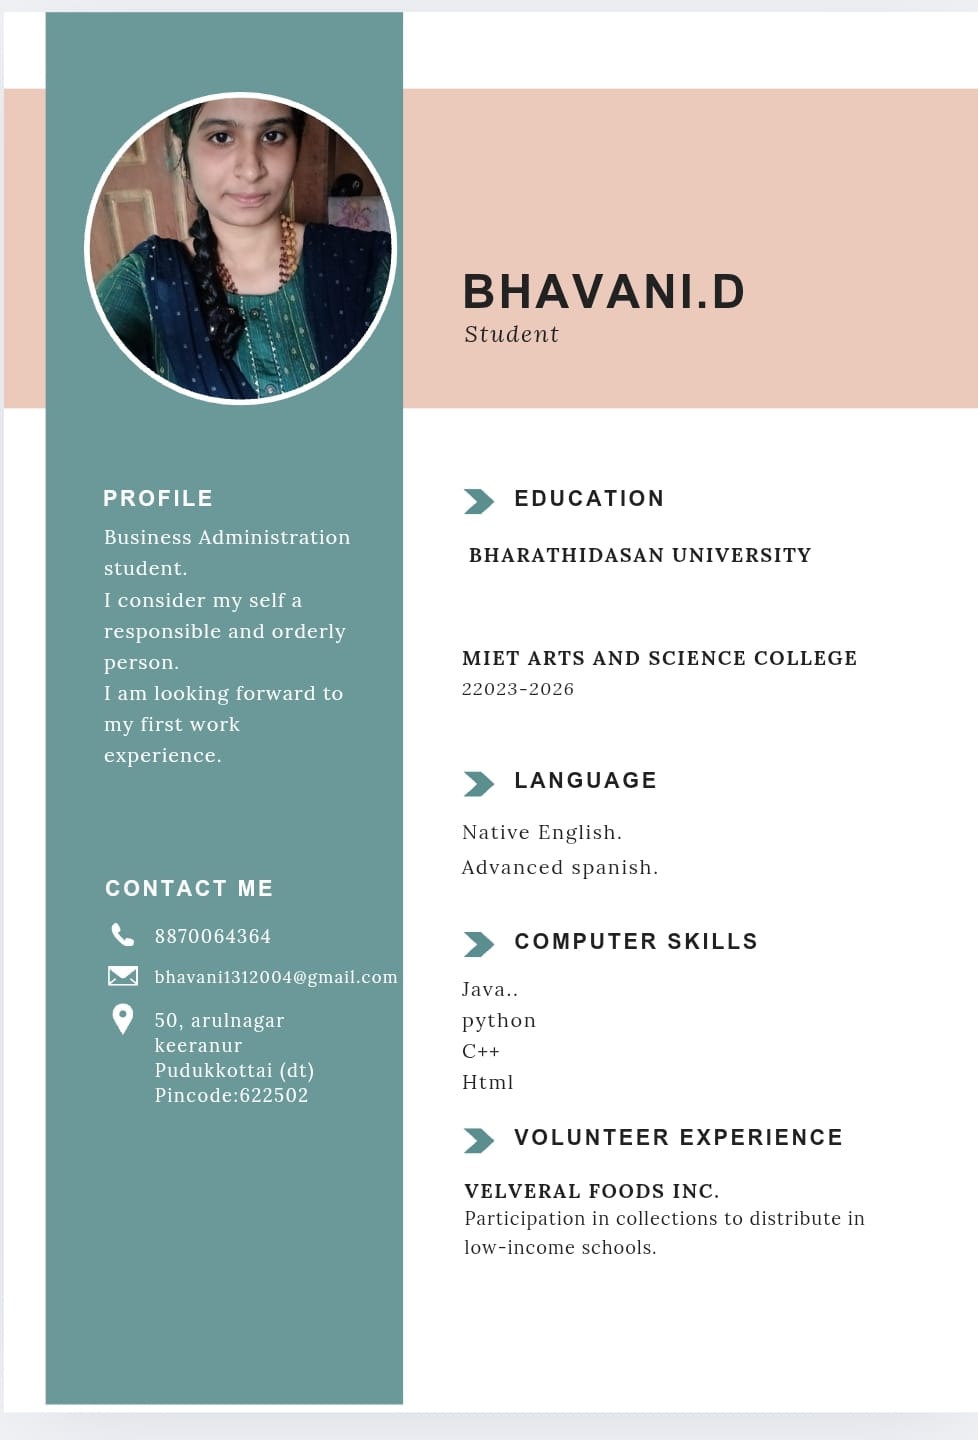 BHAVANI.D
Student
PROFILE
Business Administration
student.
I consider my self a
responsible and orderly
person.
I am looking forward to
my first work
experience.
CONTACT ME
8870064364
bhavani1312004@gmail.com
50, arulnagar
keeranur
Pudukkottai (dt)
Pincode:622502
EDUCATION
BHARATHIDASAN UNIVERSITY
MIET ARTS AND SCIENCE COLLEGE
22023-2026
LANGUAGE
Native English.
Advanced spanish.
COMPUTER SKILLS
Java..
python
C++
Html
VOLUNTEER EXPERIENCE
VELVERAL FOODS INC.
Participation in collections to distribute in
low-income schools.